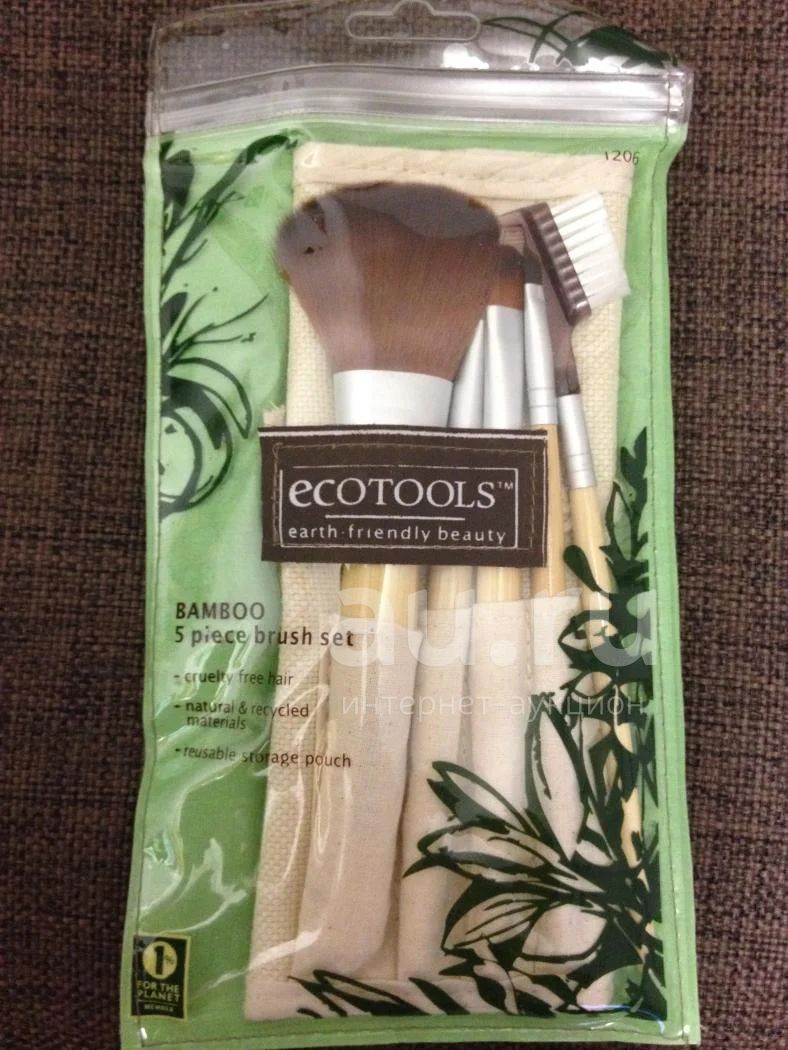 1206
ecoTOOLS™
earth·friendly beauty
BAMBOO
5 piece brush set
- cruelty free hair
- natural & recycled
materials
- reusable storage pouch
au.ru
интернет-аукцион
1%
FOR THE
PLANET
MEMBER